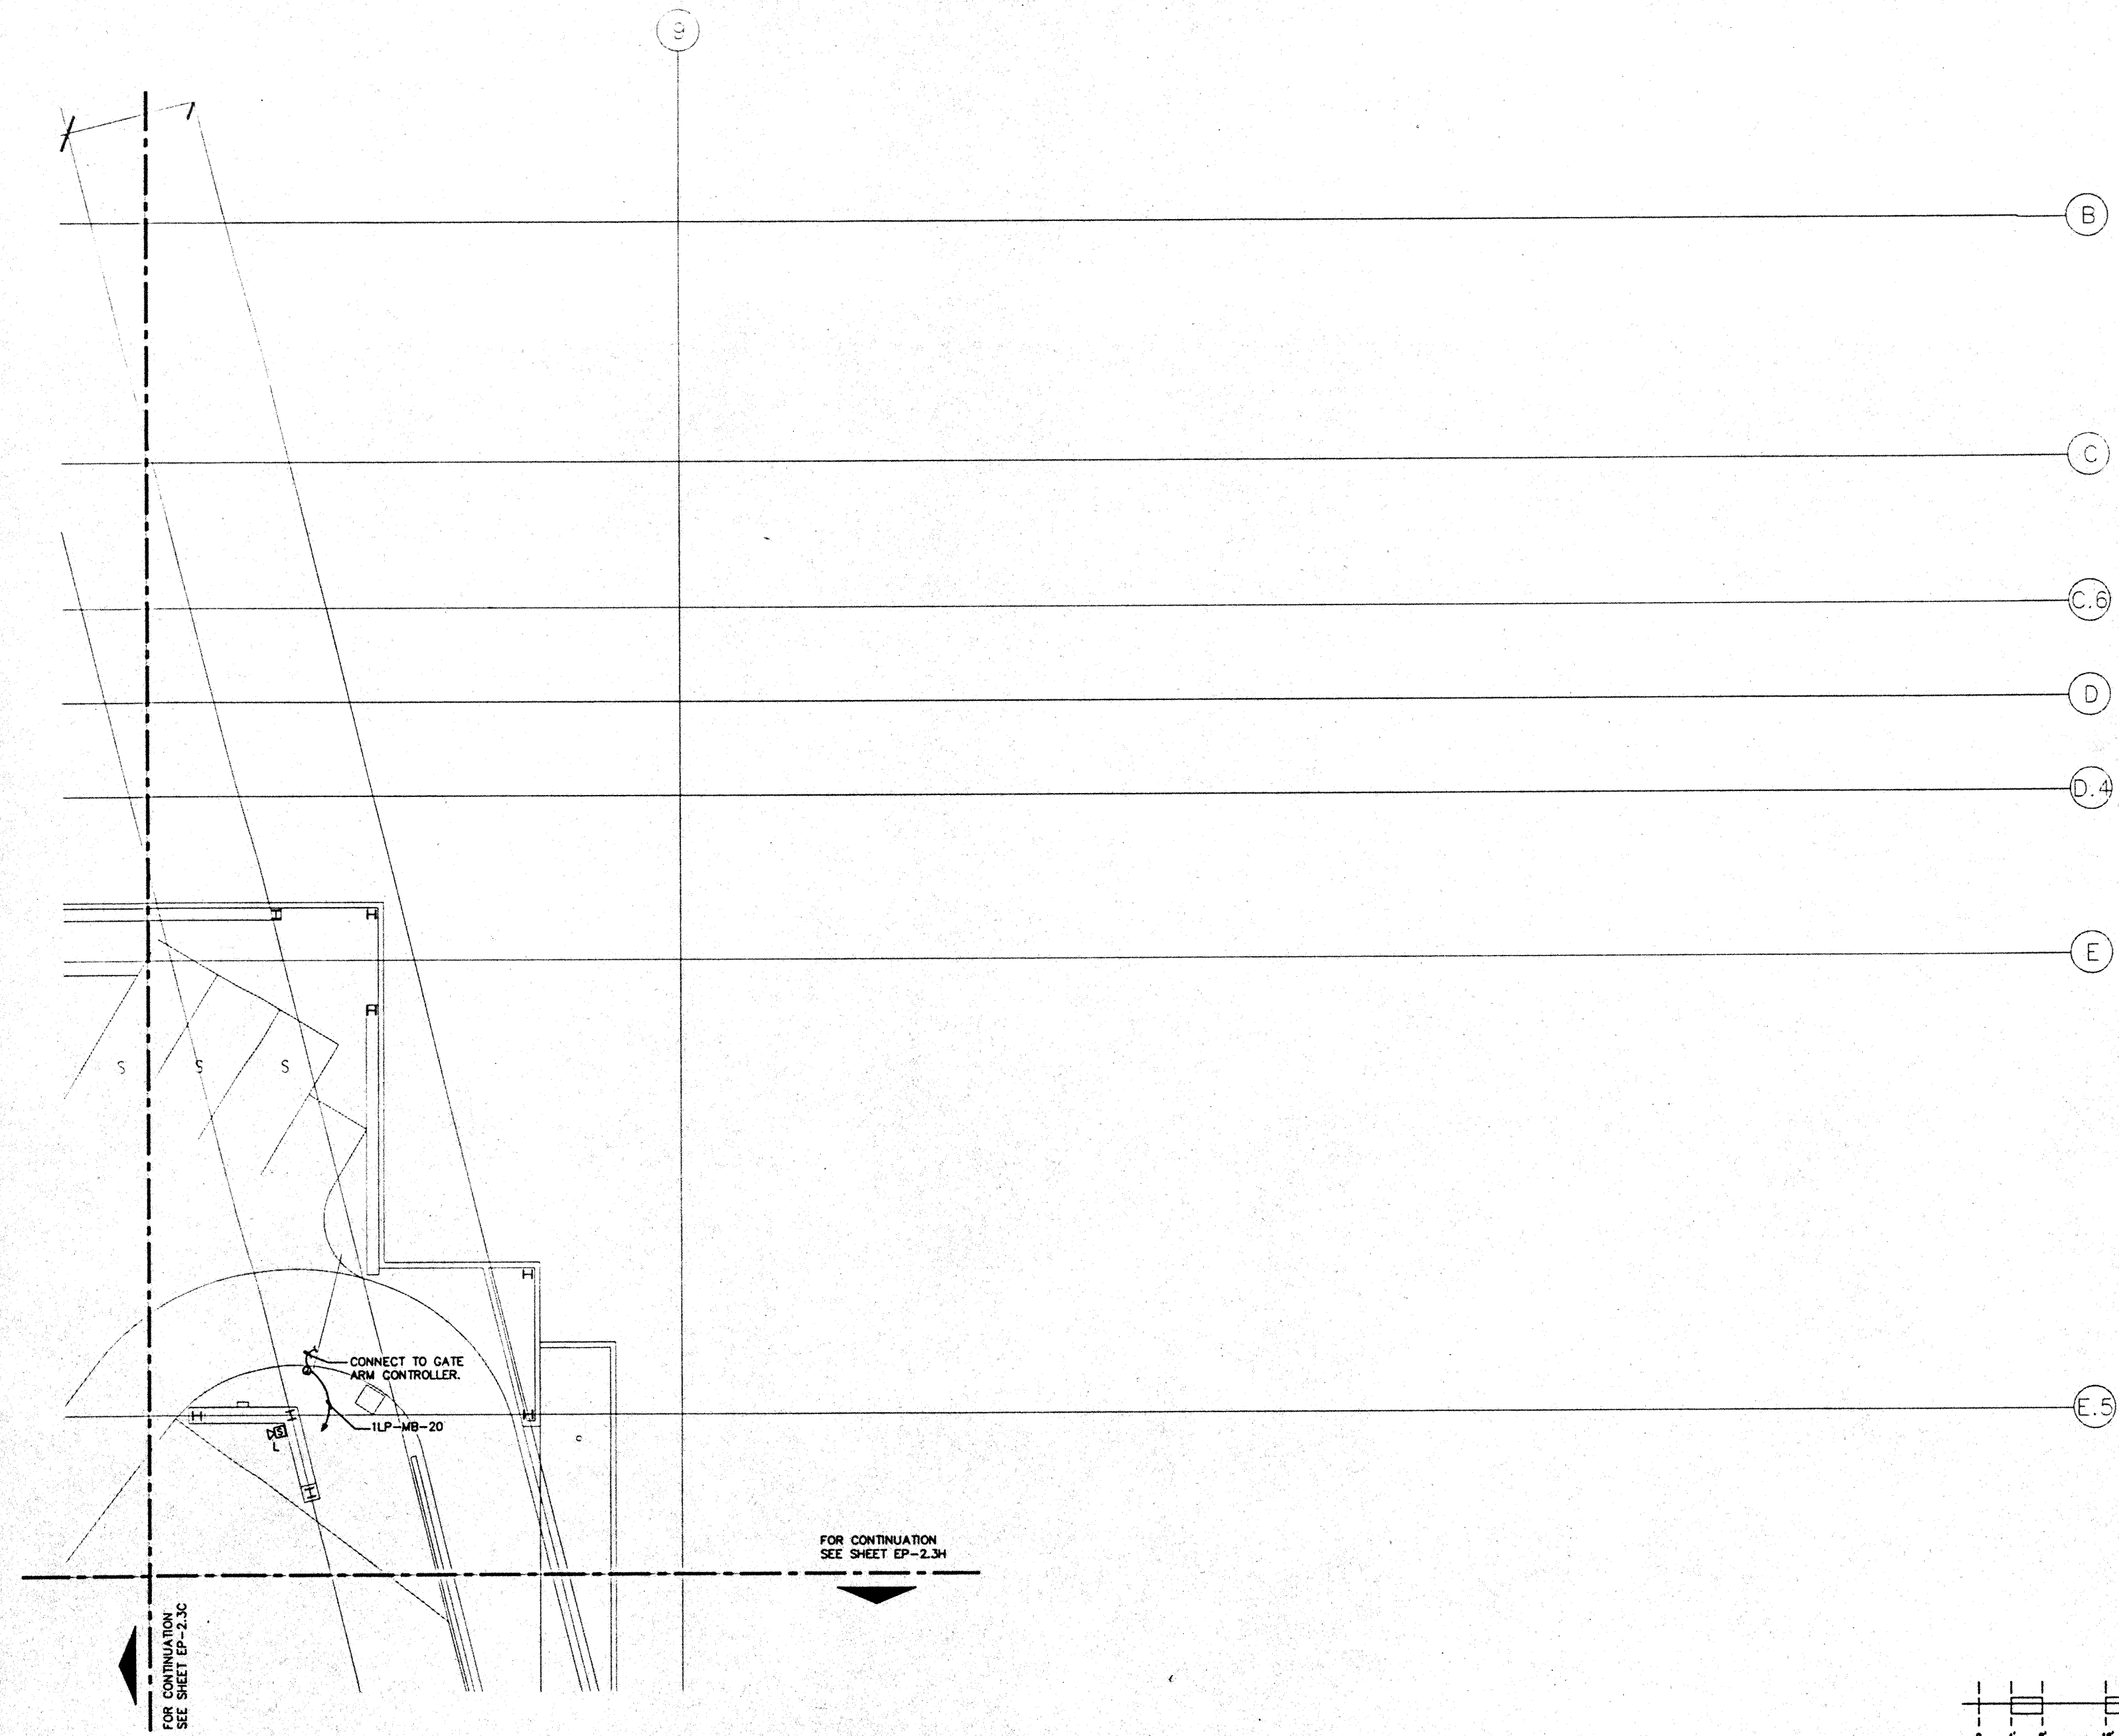 9
B
C
C.6
D
D.4
E
S S S
CONNECT TO GATE
ARM CONTROLLER.
1LP-MB-20
S
L
E.5
FOR CONTINUATION
SEE SHEET EP-2.3H
FOR CONTINUATION
SEE SHEET EP-2.3C